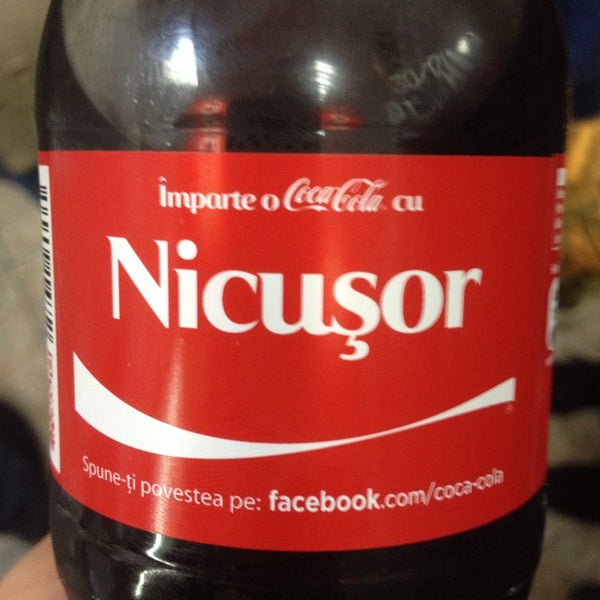 Împarte o Coca-Cola cu
Nicuşor
Spune-ți povestea pe: facebook.com/coca-cola